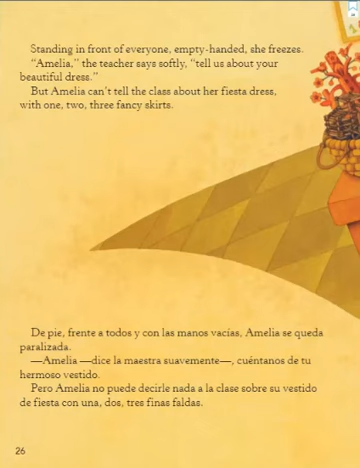 Standing in front of everyone, empty-handed, she freezes.
"Amelia," the teacher says softly, "tell us about your
beautiful dress."
But Amelia can't tell the class about her fiesta dress,
with one, two, three fancy skirts.
De pie, frente a todos y con las manos vacías, Amelia se queda
paralizada.
—Amelia —dice la maestra suavemente—, cuéntanos de tu
hermoso vestido.
Pero Amelia no puede decirle nada a la clase sobre su vestido
de fiesta con una, dos, tres finas faldas.
26